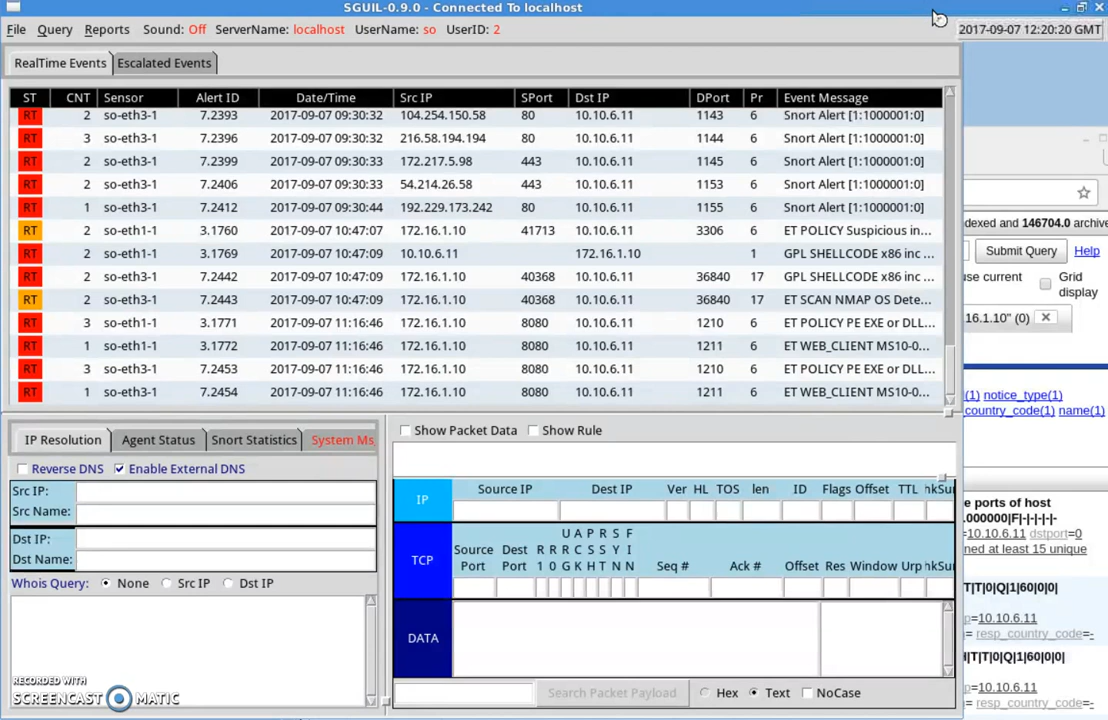 SGUIL-0.9.0 - Connected To localhost
File Query Reports Sound: Off ServerName: localhost UserName: so UserID: 2
2017-09-07 12:20:20 GMT
RealTime Events Escalated Events
ST CNT Sensor Alert ID Date/Time Src IP SPort Dst IP DPort Pr Event Message
RT 2 so-eth3-1 7.2393 2017-09-07 09:30:32 104.254.150.58 80 10.10.6.11 1143 6 Snort Alert [1:1000001:0]
RT 3 so-eth3-1 7.2396 2017-09-07 09:30:32 216.58.194.194 80 10.10.6.11 1144 6 Snort Alert [1:1000001:0]
RT 2 so-eth3-1 7.2399 2017-09-07 09:30:33 172.217.5.98 443 10.10.6.11 1145 6 Snort Alert [1:1000001:0]
RT 2 so-eth3-1 7.2406 2017-09-07 09:30:33 54.214.26.58 443 10.10.6.11 1153 6 Snort Alert [1:1000001:0]
RT 1 so-eth3-1 7.2412 2017-09-07 09:30:44 192.229.173.242 80 10.10.6.11 1155 6 Snort Alert [1:1000001:0]
RT 2 so-eth1-1 3.1760 2017-09-07 10:47:07 172.16.1.10 41713 10.10.6.11 3306 6 ET POLICY Suspicious in...
RT 2 so-eth1-1 3.1769 2017-09-07 10:47:09 10.10.6.11 172.16.1.10 1 GPL SHELLCODE x86 inc ...
RT 2 so-eth3-1 7.2442 2017-09-07 10:47:09 172.16.1.10 40368 10.10.6.11 36840 17 GPL SHELLCODE x86 inc ...
RT 2 so-eth3-1 7.2443 2017-09-07 10:47:09 172.16.1.10 40368 10.10.6.11 36840 17 ET SCAN NMAP OS Dete...
RT 3 so-eth1-1 3.1771 2017-09-07 11:16:46 172.16.1.10 8080 10.10.6.11 1210 6 ET POLICY PE EXE or DLL...
RT 1 so-eth1-1 3.1772 2017-09-07 11:16:46 172.16.1.10 8080 10.10.6.11 1211 6 ET WEB_CLIENT MS10-0...
RT 3 so-eth3-1 7.2453 2017-09-07 11:16:46 172.16.1.10 8080 10.10.6.11 1210 6 ET POLICY PE EXE or DLL...
RT 1 so-eth3-1 7.2454 2017-09-07 11:16:46 172.16.1.10 8080 10.10.6.11 1211 6 ET WEB_CLIENT MS10-0...
IP Resolution Agent Status Snort Statistics System Ms
Reverse DNS Enable External DNS
Src IP:
Src Name:
Dst IP:
Dst Name:
Whois Query: None Src IP Dst IP
RECORDED WITH
SCREENCAST MATIC
Show Packet Data Show Rule
IP
Source IP Dest IP Ver HL TOS len ID Flags Offset TTL hkSu
TCP
U A P R S F
Source Dest R R R C S S Y I
Port Port 1 0 G K H T N N Seq # Ack # Offset Res Window Urp hkSu
DATA
Search Packet Payload Hex Text NoCase
dexed and 146704.0 archive
Submit Query Help
use current
Grid
display
16.1.10" (0)
(1) notice_type(1)
country_code(1) name(1)
e ports of host
000000|F|-|-|-|-|-
=10.10.6.11 dstport=0
ned at least 15 unique
T|T|0|Q|1|60|0|0|
p=10.10.6.11
= resp_country_code=-
|T|T|0|Q|1|60|0|0|
p=10.10.6.11
= resp_country_code=-